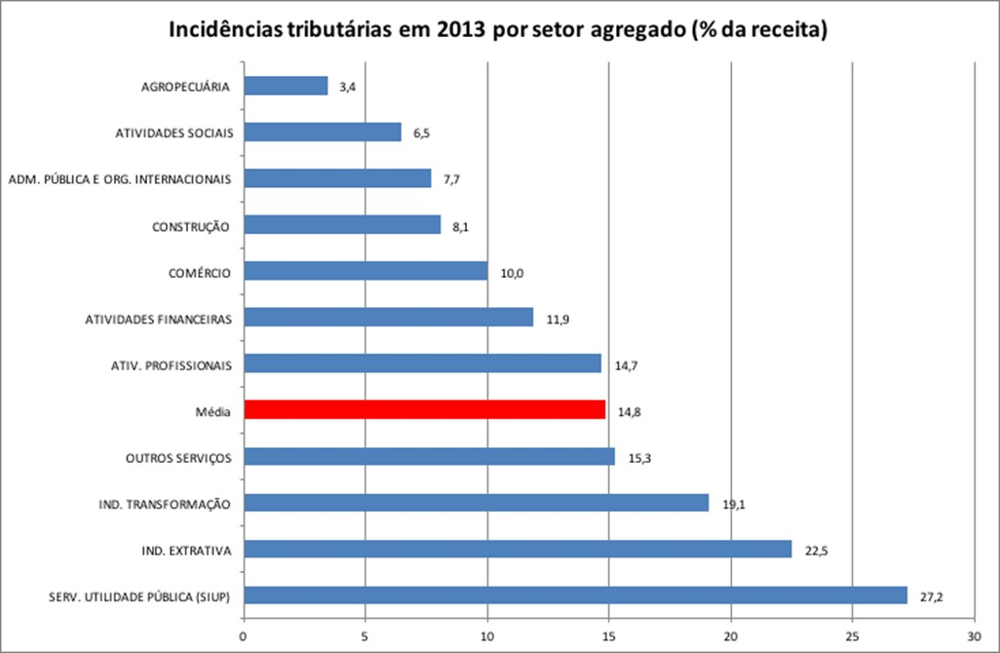 Incidências tributárias em 2013 por setor agregado (% da receita)
AGROPECUÁRIA 3,4
ATIVIDADES SOCIAIS 6,5
ADM. PÚBLICA E ORG. INTERNACIONAIS 7,7
CONSTRUÇÃO 8,1
COMÉRCIO 10,0
ATIVIDADES FINANCEIRAS 11,9
ATIV. PROFISSIONAIS 14,7
Média 14,8
OUTROS SERVIÇOS 15,3
IND. TRANSFORMAÇÃO 19,1
IND. EXTRATIVA 22,5
SERV. UTILIDADE PÚBLICA (SIUP) 27,2
0 5 10 15 20 25 30